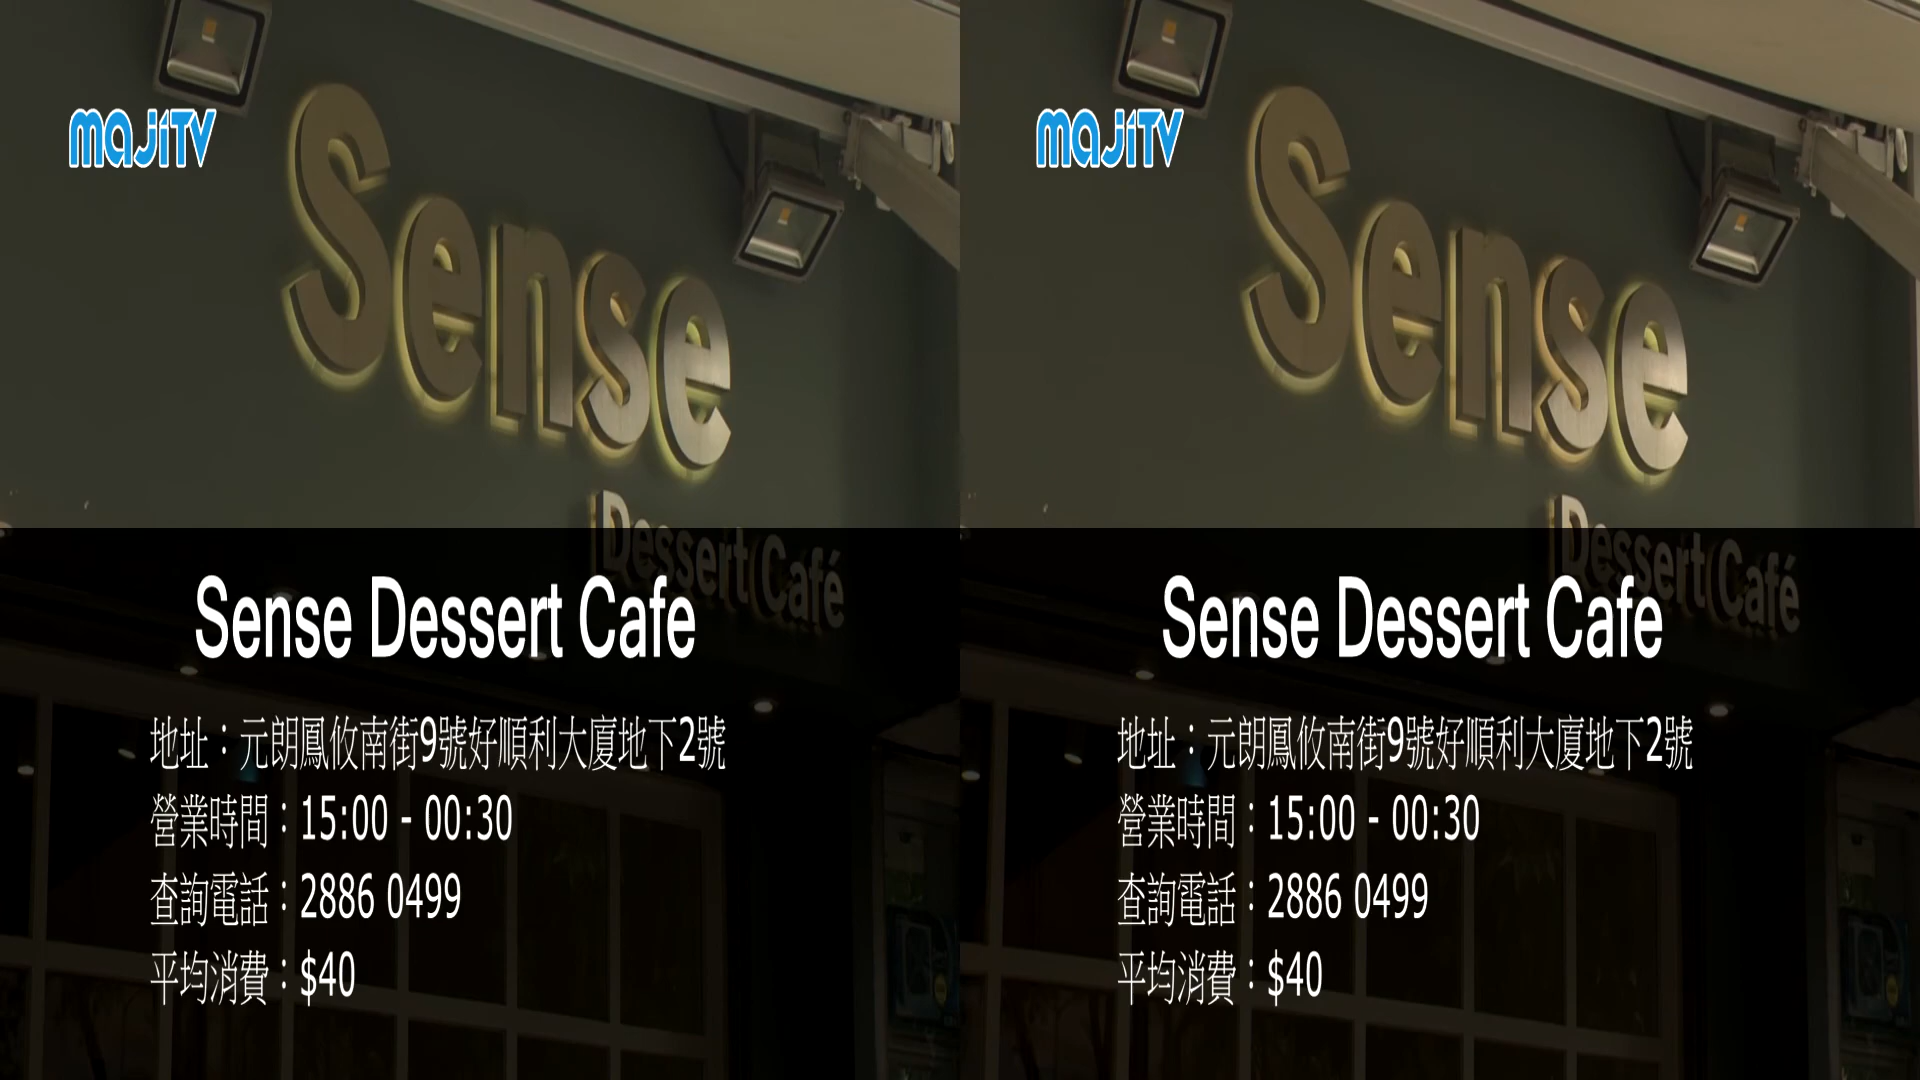 majiTV
Sense
Dessert Café
Sense Dessert Cafe
地址：元朗鳳攸南街9號好順利大廈地下2號
營業時間：15:00 - 00:30
查詢電話：2886 0499
平均消費：$40
majiTV
Sense
Dessert Café
Sense Dessert Cafe
地址：元朗鳳攸南街9號好順利大廈地下2號
營業時間：15:00 - 00:30
查詢電話：2886 0499
平均消費：$40